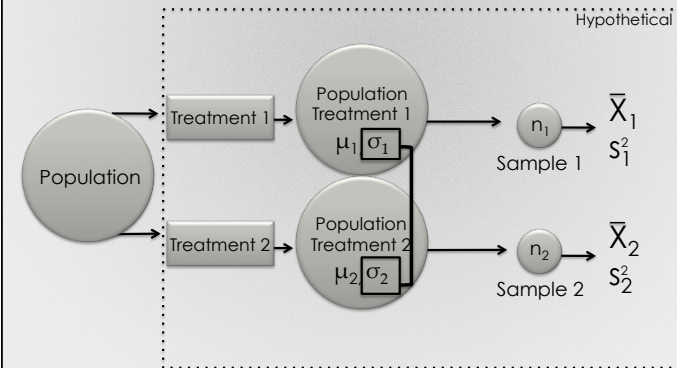 Hypothetical
Population
Treatment 1
Population
Treatment 1
μ₁, σ₁
n₁
Sample 1
X̄₁
s²₁
Treatment 2
Population
Treatment 2
μ₂, σ₂
n₂
Sample 2
X̄₂
s²₂